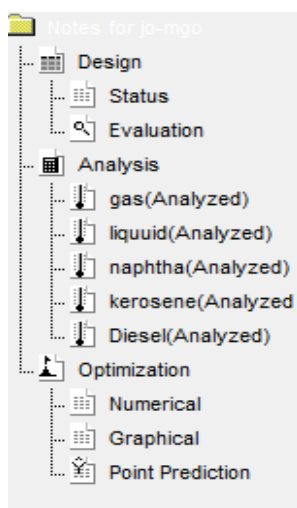 Notes for jo-mgo
Design
Status
Evaluation
Analysis
gas(Analyzed)
liquuid(Analyzed)
naphtha(Analyzed)
kerosene(Analyzed
Diesel(Analyzed)
Optimization
Numerical
Graphical
Point Prediction